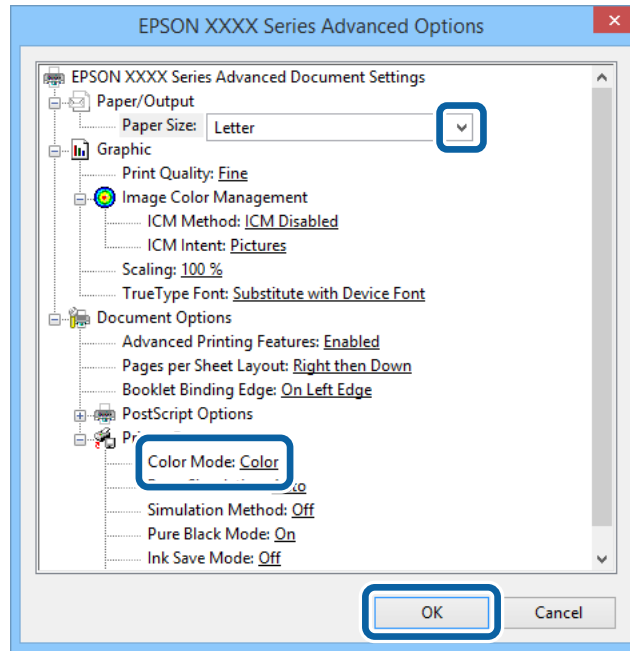 EPSON XXXX Series Advanced Options
EPSON XXXX Series Advanced Document Settings
Paper/Output
Paper Size: Letter
Graphic
Print Quality: Fine
Image Color Management
ICM Method: ICM Disabled
ICM Intent: Pictures
Scaling: 100 %
TrueType Font: Substitute with Device Font
Document Options
Advanced Printing Features: Enabled
Pages per Sheet Layout: Right then Down
Booklet Binding Edge: On Left Edge
PostScript Options
Color Mode: Color
Simulation Method: Off
Pure Black Mode: On
Ink Save Mode: Off
OK Cancel